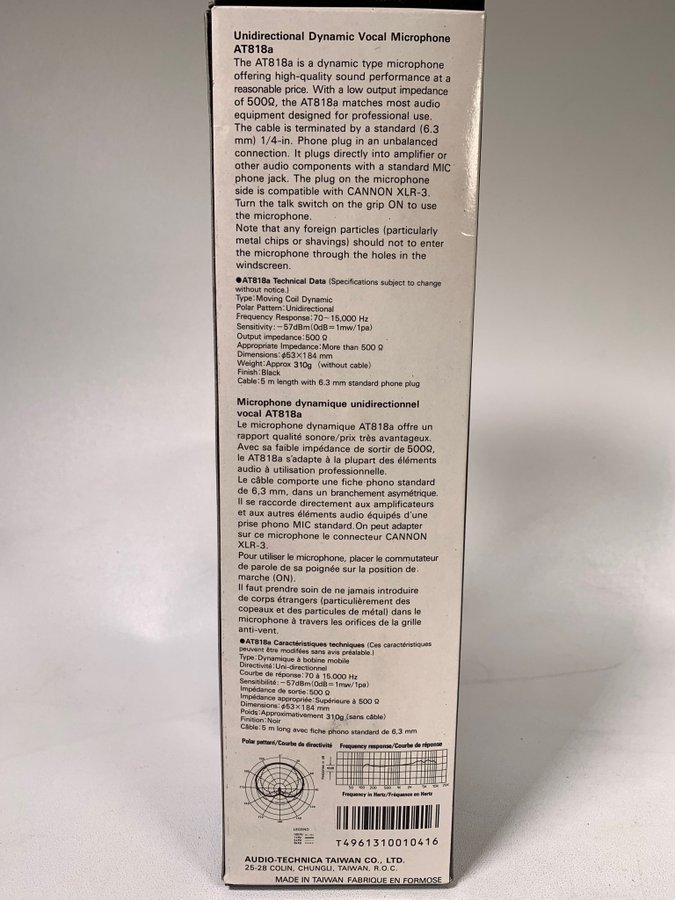 Unidirectional Dynamic Vocal Microphone
AT818a
The AT818a is a dynamic type microphone
offering high-quality sound performance at a
reasonable price. With a low output impedance
of 500Ω, the AT818a matches most audio
equipment designed for professional use.
The cable is terminated by a standard (6.3
mm) 1/4-in. Phone plug in an unbalanced
connection. It plugs directly into amplifier or
other audio components with a standard MIC
phone jack. The plug on the microphone
side is compatible with CANNON XLR-3.
Turn the talk switch on the grip ON to use
the microphone.
Note that any foreign particles (particularly
metal chips or shavings) should not to enter
the microphone through the holes in the
windscreen.
●AT818a Technical Data (Specifications subject to change
without notice.)
Type:Moving Coil Dynamic
Polar Pattern:Unidirectional
Frequency Response:70~15,000 Hz
Sensitivity:−57dBm(0dB=1mw/1pa)
Output impedance:500 Ω
Appropriate Impedance:More than 500 Ω
Dimensions:ϕ53×184 mm
Weight:Approx 310g (without cable)
Finish:Black
Cable:5 m length with 6.3 mm standard phone plug
Microphone dynamique unidirectionnel
vocal AT818a
Le microphone dynamique AT818a offre un
rapport qualité sonore/prix très avantageux.
Avec sa faible impédance de sortir de 500Ω,
le AT818a s'adapte à la plupart des éléments
audio à utilisation professionnelle.
Le câble comporte une fiche phono standard
de 6,3 mm, dans un branchement asymétrique.
Il se raccorde directement aux amplificateurs
et aux autres éléments audio équipés d'une
prise phono MIC standard. On peut adapter
sur ce microphone le connecteur CANNON
XLR-3.
Pour utiliser le microphone, placer le commutateur
de parole de sa poignée sur la position de
marche (ON).
Il faut prendre soin de ne jamais introduire
de corps étrangers (particulièrement des
copeaux et des particules de métal) dans le
microphone à travers les orifices de la grille
anti-vent.
●AT818a Caractéristiques techniques (Ces caractéristiques
peuvent être modifiées sans avis préalable.)
Type:Dynamique à bobine mobile
Directivité:Uni-directionnel
Courbe de réponse:70 à 15.000 Hz
Sensitibilité:−57dBm(0dB=1mw/1pa)
Impédance de sortie:500 Ω
Impédance appropriée:Supérieure à 500 Ω
Dimensions:ϕ53×184 mm
Poids:Approximativement 310g (sans câble)
Finition:Noir
Câble:5 m long avec fiche phono standard de 6,3 mm
Polar pattern/Courbe de directivité
Frequency response/Courbe de réponse
50 100 200 500 1K 2K 5K 10K 20K
Frequency in Hertz/Fréquence en Hertz
LEGEND
T4961310010416
AUDIO-TECHNICA TAIWAN CO., LTD.
25-28 COLIN, CHUNGLI, TAIWAN, R.O.C.
MADE IN TAIWAN FABRIQUE EN FORMOSE